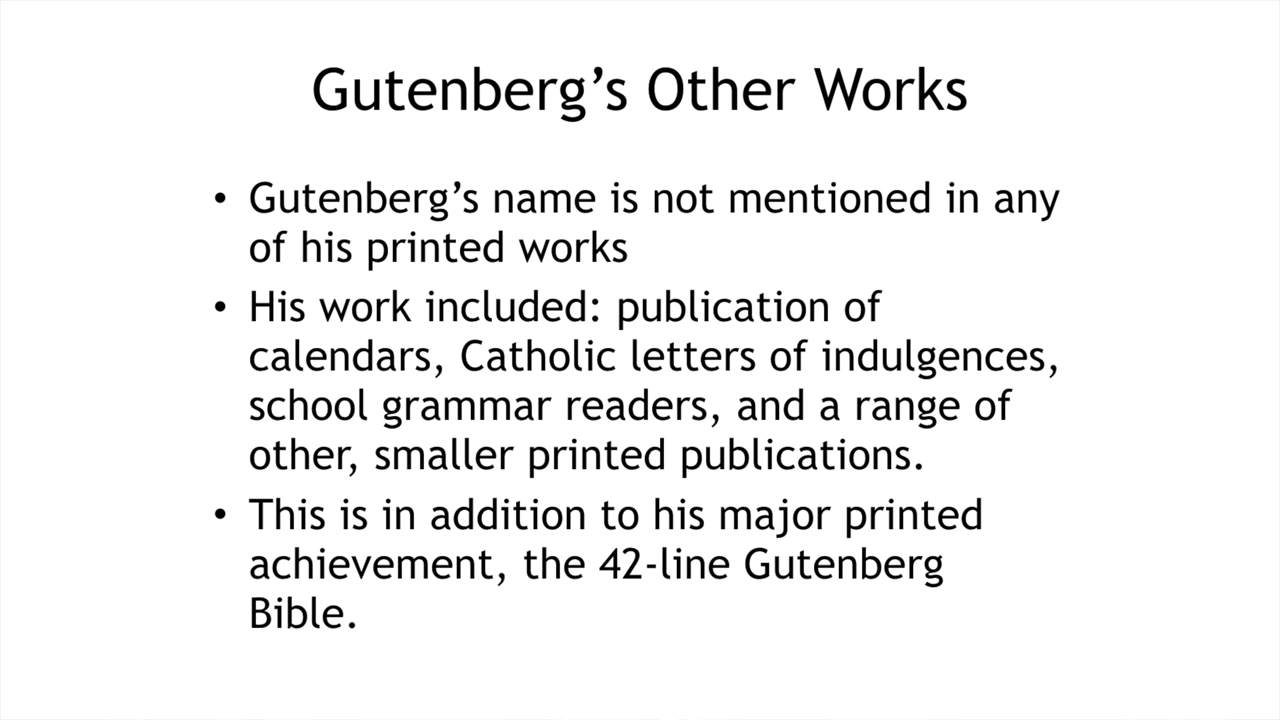 Gutenberg’s Other Works
• Gutenberg’s name is not mentioned in any
of his printed works
• His work included: publication of
calendars, Catholic letters of indulgences,
school grammar readers, and a range of
other, smaller printed publications.
• This is in addition to his major printed
achievement, the 42-line Gutenberg
Bible.